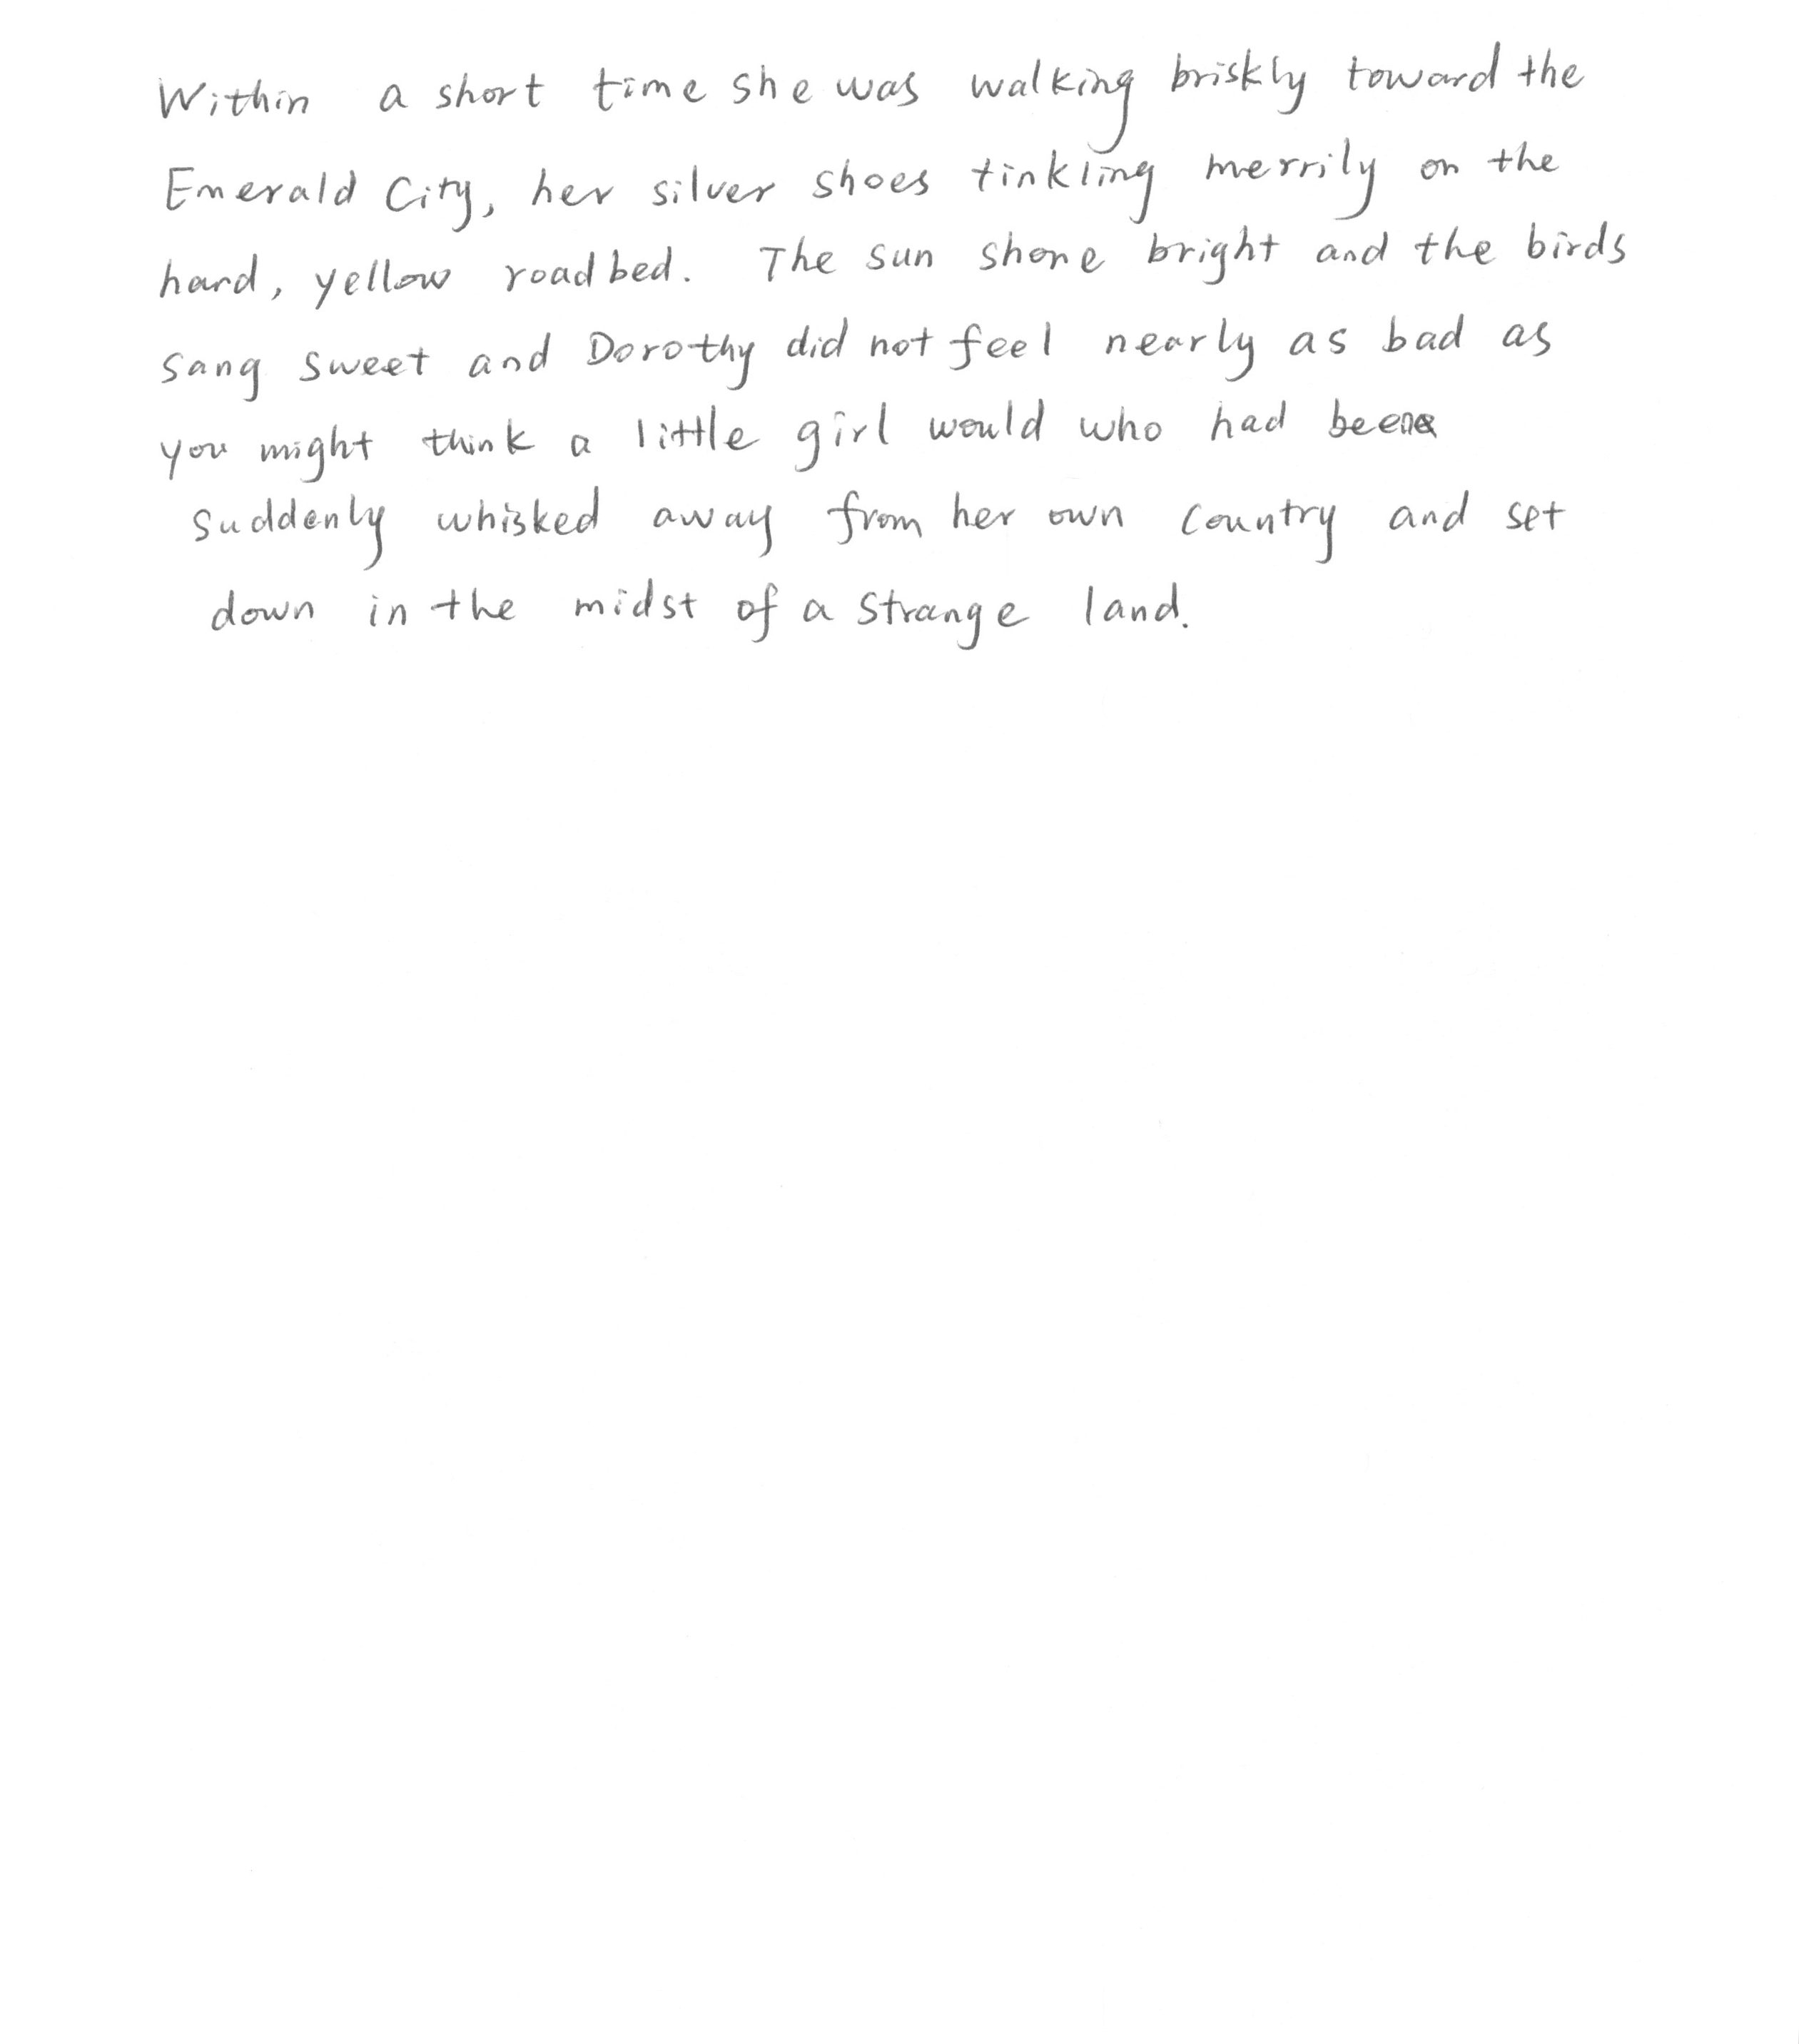 Within a short time she was walking briskly toward the
Emerald City, her silver shoes tinkling merrily on the
hard, yellow roadbed. The sun shone bright and the birds
sang sweet and Dorothy did not feel nearly as bad as
you might think a little girl would who had been
suddenly whisked away from her own country and set
down in the midst of a strange land.